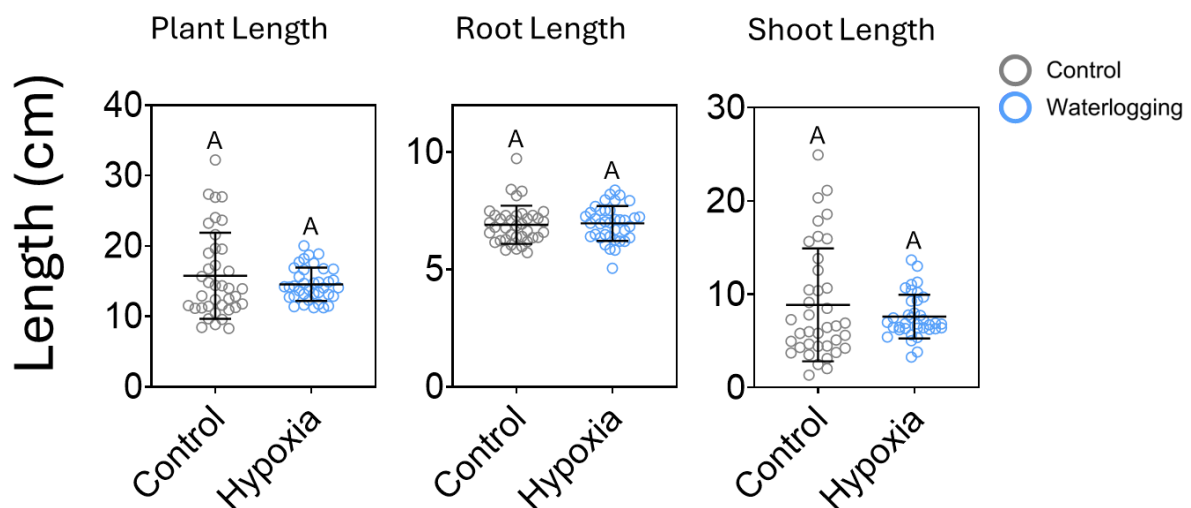 Plant Length
Root Length
Shoot Length
Control
Waterlogging
Length (cm)
40
30
20
10
0
A
A
Control
Hypoxia
10
5
0
A
A
Control
Hypoxia
30
20
10
0
A
A
Control
Hypoxia